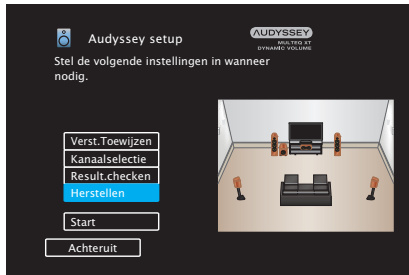 Audyssey setup
AUDYSSEY
MULTEQ XT
DYNAMIC VOLUME
Stel de volgende instellingen in wanneer
nodig.
Verst.Toewijzen
Kanaalselectie
Result.checken
Herstellen
Start
Achteruit